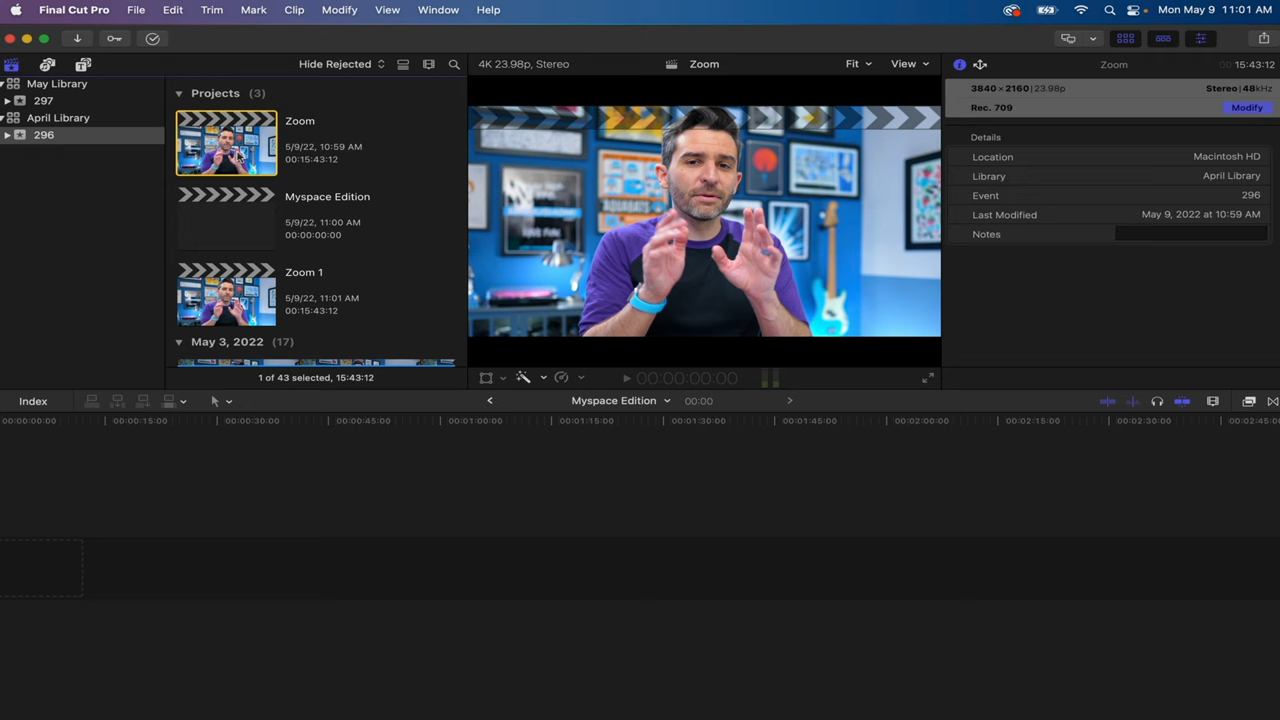 Final Cut Pro File Edit Trim Mark Clip Modify View Window Help Mon May 9 11:01 AM
Hide Rejected 4K 23.98p, Stereo Zoom Fit View Zoom 00:15:43:12
May Library
297
April Library
296
Projects (3)
Zoom
5/9/22, 10:59 AM
00:15:43:12
Myspace Edition
5/9/22, 11:00 AM
00:00:00:00
Zoom 1
5/9/22, 11:01 AM
00:15:43:12
May 3, 2022 (17)
1 of 43 selected, 15:43:12
AQUABATS
00:00:00:00
3840 × 2160 | 23.98p Stereo | 48kHz
Rec. 709 Modify
Details
Location Macintosh HD
Library April Library
Event 296
Last Modified May 9, 2022 at 10:59 AM
Notes
Index Myspace Edition 00:00
00:00:00:00 00:00:15:00 00:00:30:00 00:00:45:00 00:01:00:00 00:01:15:00 00:01:30:00 00:01:45:00 00:02:00:00 00:02:15:00 00:02:30:00 00:02:45:00